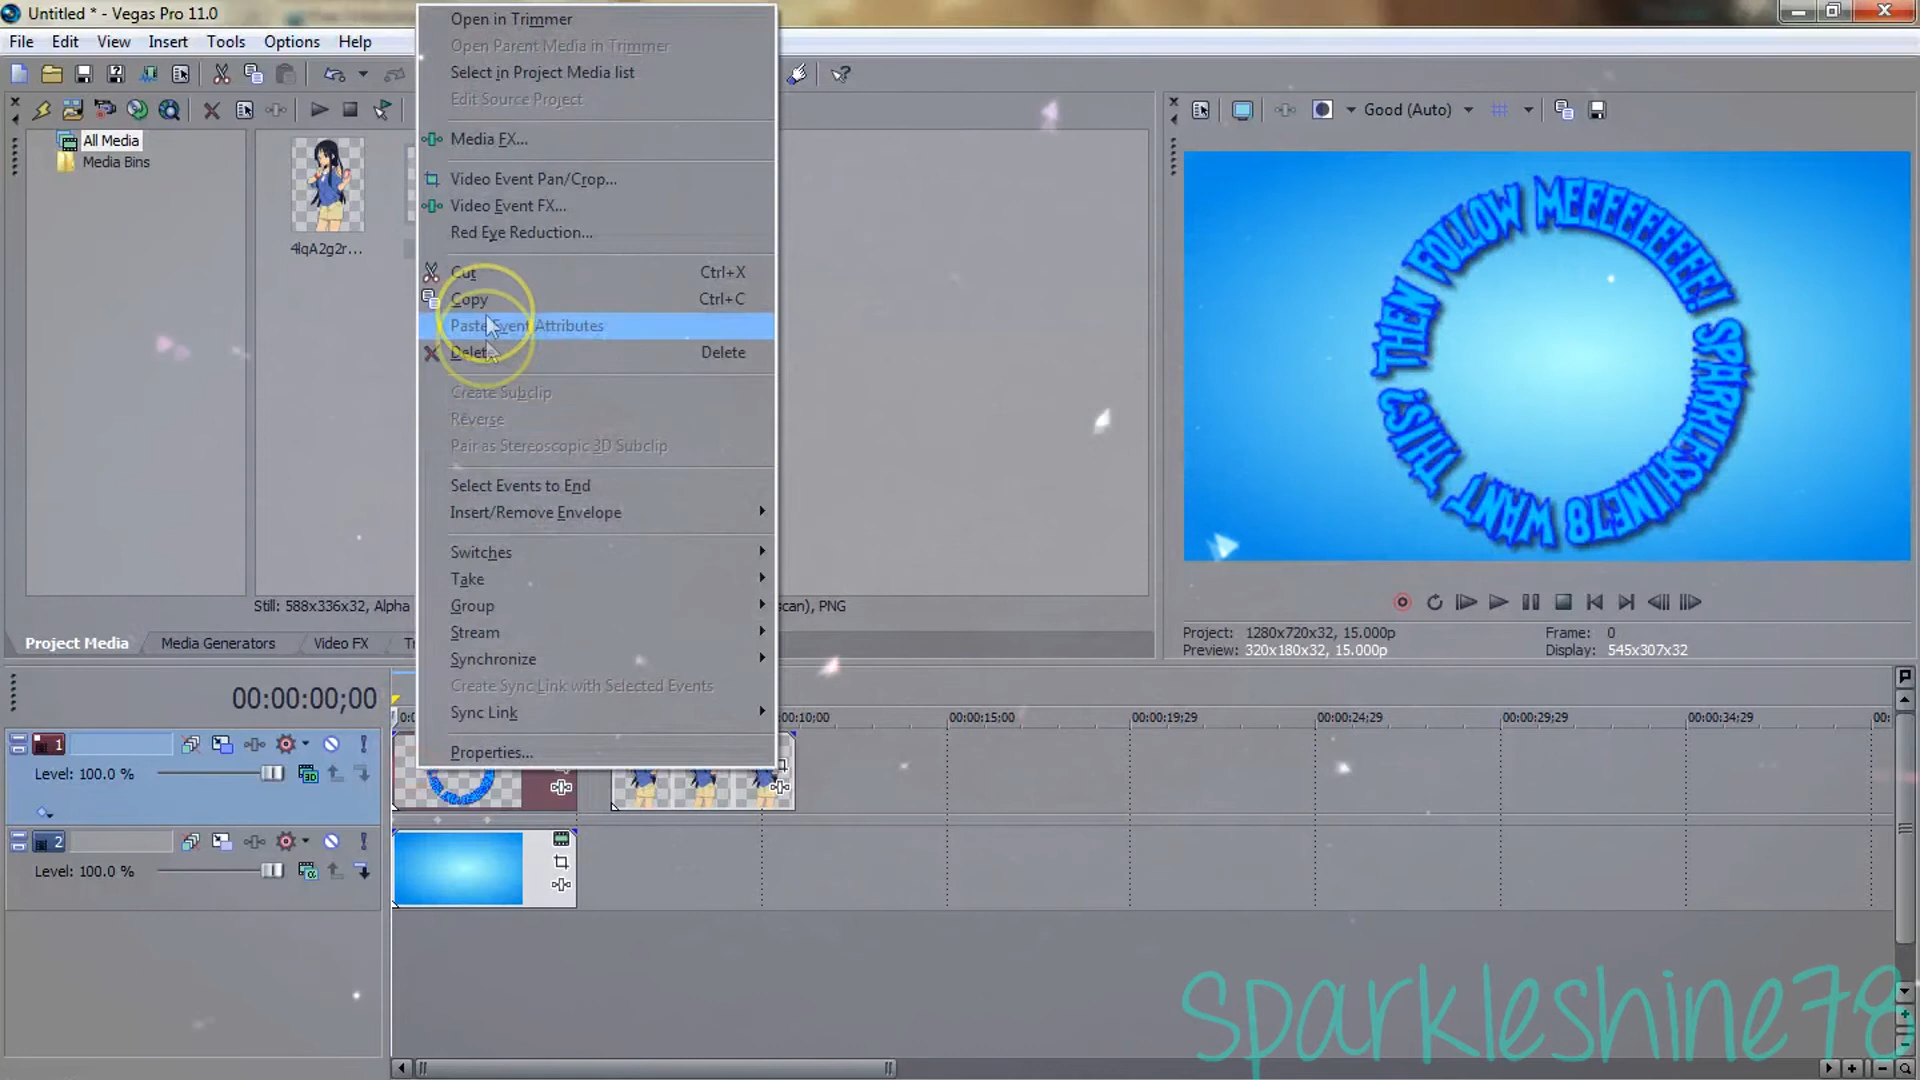 Untitled * - Vegas Pro 11.0
File Edit View Insert Tools Options Help
Open in Trimmer
Open Parent Media in Trimmer
Select in Project Media list
Edit Source Project
Media FX...
Video Event Pan/Crop...
Video Event FX...
Red Eye Reduction...
Cut Ctrl+X
Copy Ctrl+C
Paste Event Attributes
Delete Delete
Create Subclip
Reverse
Pair as Stereoscopic 3D Subclip
Select Events to End
Insert/Remove Envelope
Switches
Take
Group
Stream
Synchronize
Create Sync Link with Selected Events
Sync Link
Properties...
All Media
Media Bins
4lqA2g2r...
Still: 588x336x32, Alpha
scan), PNG
Project Media Media Generators Video FX
Good (Auto)
SPARKLESHINE78 WANT THIS? THEN FOLLOW MEEEEEEEE!
Project: 1280x720x32, 15.000p
Preview: 320x180x32, 15.000p
Frame: 0
Display: 545x307x32
00:00:00;00
0:10;00 00:00:15;00 00:00:19;29 00:00:24;29 00:00:29;29 00:00:34;29 00:
1
Level: 100.0 %
2
Level: 100.0 %
sparkleshine78